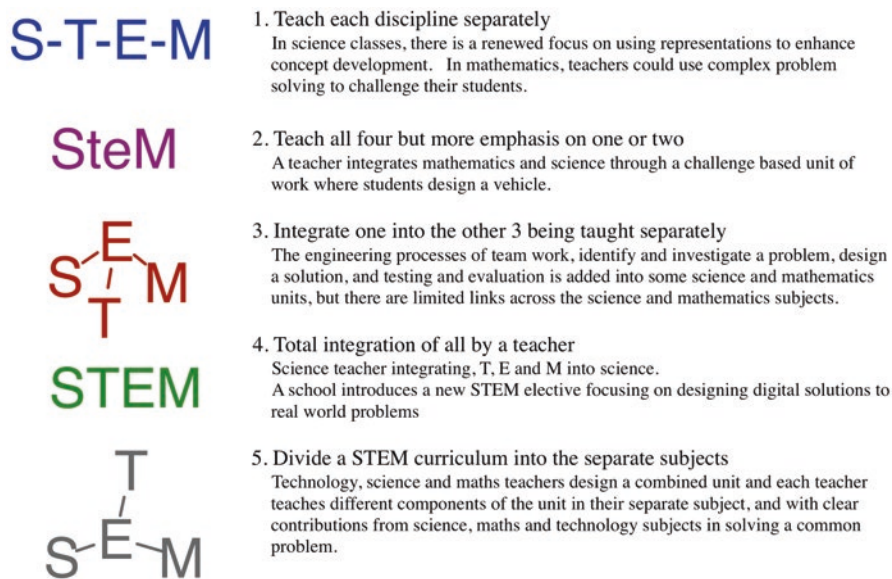 S-T-E-M
1. Teach each discipline separately
In science classes, there is a renewed focus on using representations to enhance
concept development. In mathematics, teachers could use complex problem
solving to challenge their students.
SteM
2. Teach all four but more emphasis on one or two
A teacher integrates mathematics and science through a challenge based unit of
work where students design a vehicle.
S E T M
3. Integrate one into the other 3 being taught separately
The engineering processes of team work, identify and investigate a problem, design
a solution, and testing and evaluation is added into some science and mathematics
units, but there are limited links across the science and mathematics subjects.
STEM
4. Total integration of all by a teacher
Science teacher integrating, T, E and M into science.
A school introduces a new STEM elective focusing on designing digital solutions to
real world problems
T
S E M
5. Divide a STEM curriculum into the separate subjects
Technology, science and maths teachers design a combined unit and each teacher
teaches different components of the unit in their separate subject, and with clear
contributions from science, maths and technology subjects in solving a common
problem.